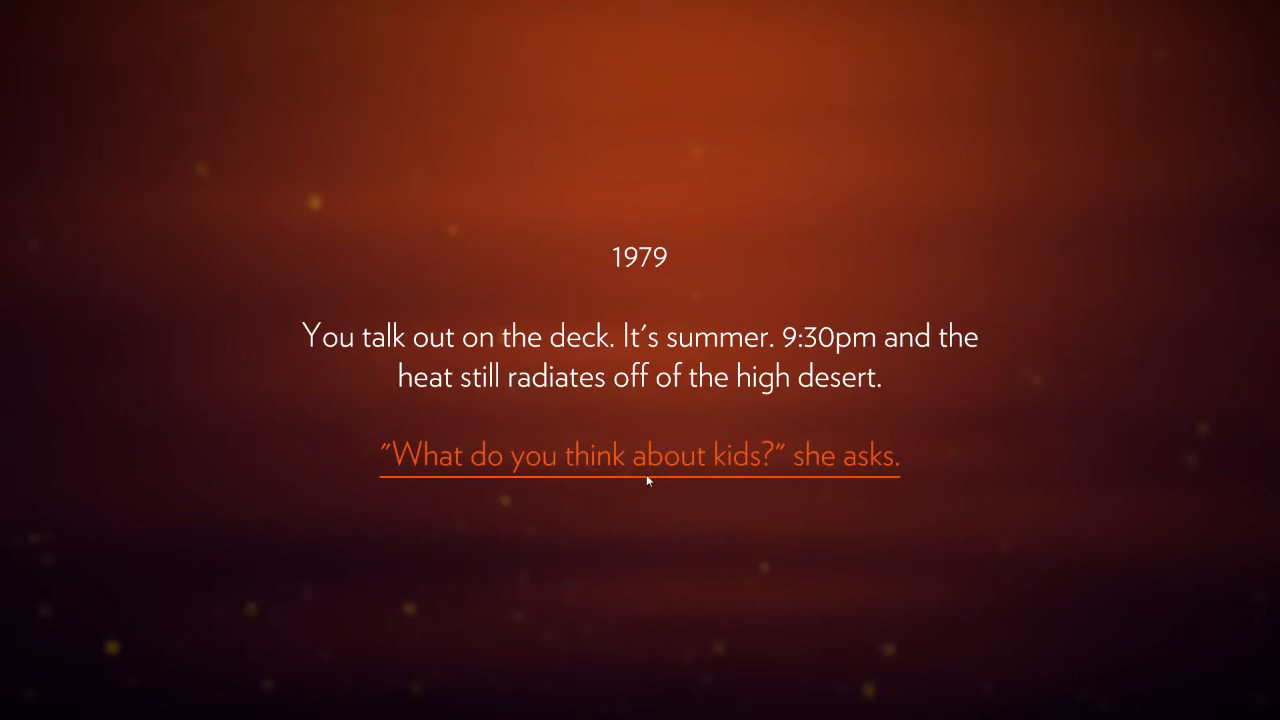 1979
You talk out on the deck. It's summer. 9:30pm and the
heat still radiates off of the high desert.
"What do you think about kids?" she asks.